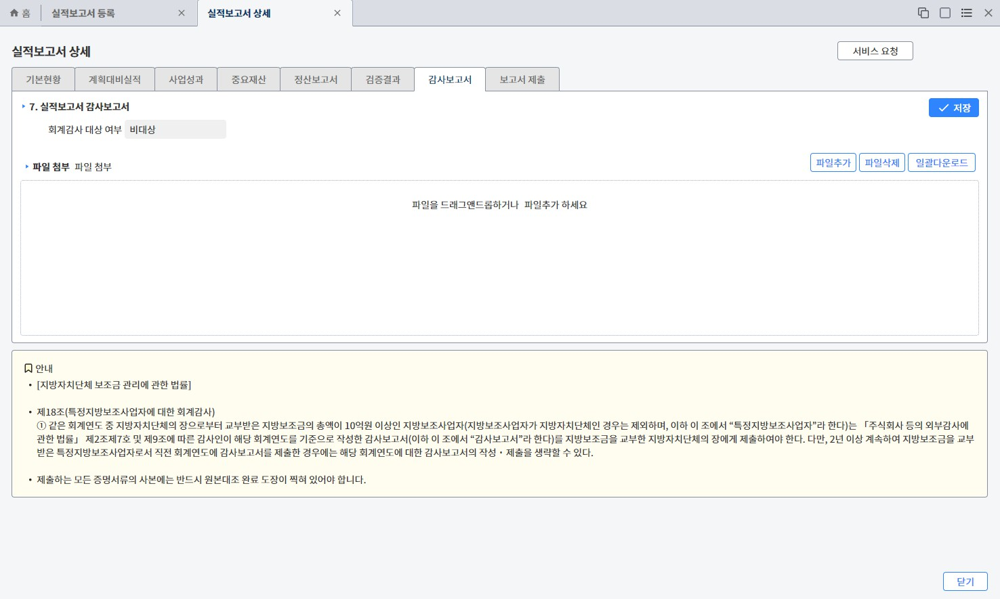 홈
실적보고서 등록
실적보고서 상세
실적보고서 상세
서비스 요청
기본현황
계획대비실적
사업성과
중요재산
정산보고서
검증결과
감사보고서
보고서 제출
7. 실적보고서 감사보고서
저장
회계감사 대상 여부 비대상
파일 첨부 파일 첨부
파일추가
파일삭제
일괄다운로드
파일을 드래그앤드롭하거나 파일추가 하세요
안내
• [지방자치단체 보조금 관리에 관한 법률]
• 제18조(특정지방보조사업자에 대한 회계감사)
① 같은 회계연도 중 지방자치단체의 장으로부터 교부받은 지방보조금의 총액이 10억원 이상인 지방보조사업자(지방보조사업자가 지방자치단체인 경우는 제외하며, 이하 이 조에서 “특정지방보조사업자”라 한다)는 「주식회사 등의 외부감사에
관한 법률」 제2조제7호 및 제9조에 따른 감사인이 해당 회계연도를 기준으로 작성한 감사보고서(이하 이 조에서 “감사보고서”라 한다)를 지방보조금을 교부한 지방자치단체의 장에게 제출하여야 한다. 다만, 2년 이상 계속하여 지방보조금을 교부
받은 특정지방보조사업자로서 직전 회계연도에 감사보고서를 제출한 경우에는 해당 회계연도에 대한 감사보고서의 작성・제출을 생략할 수 있다.
• 제출하는 모든 증명서류의 사본에는 반드시 원본대조 완료 도장이 찍혀 있어야 합니다.
닫기